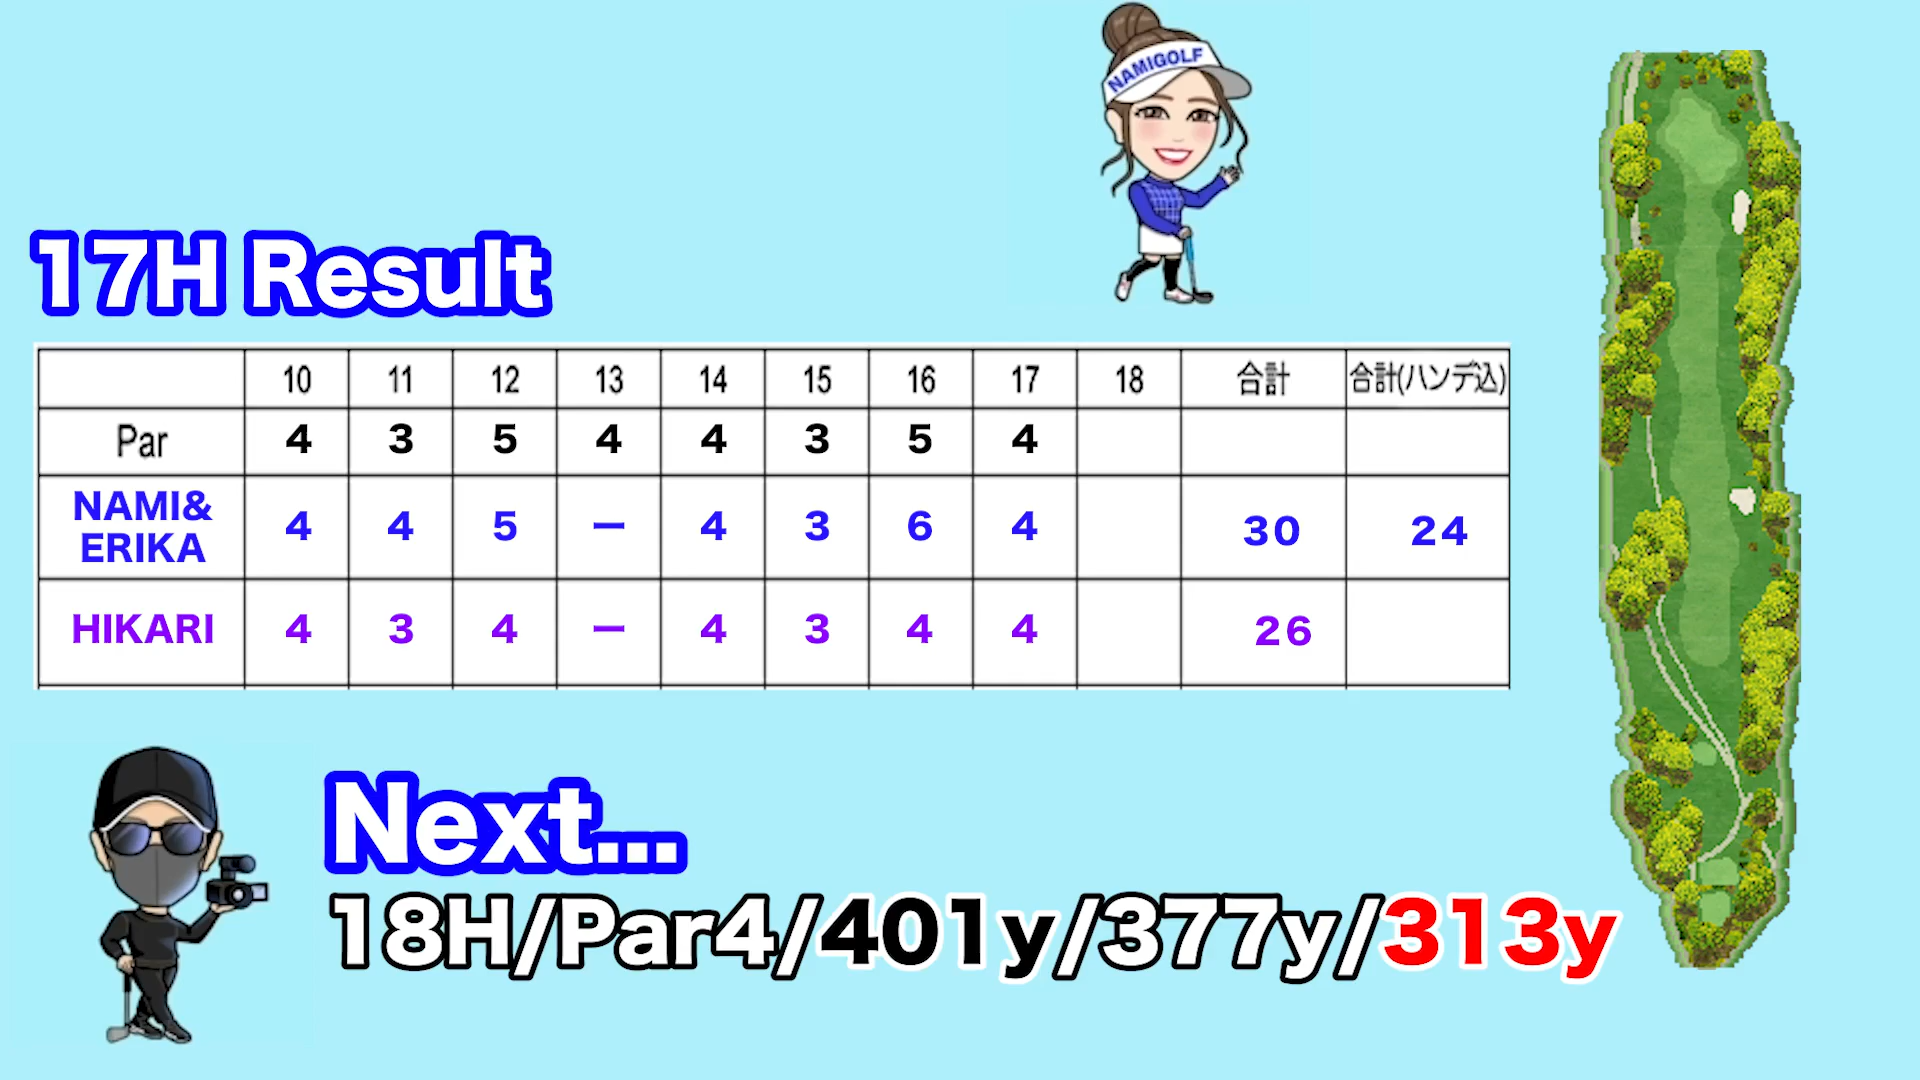 NAMIGOLF
17H Result
10 11 12 13 14 15 16 17 18 合計 合計(ハンデ込)
Par 4 3 5 4 4 3 5 4
NAMI&
ERIKA 4 4 5 ー 4 3 6 4 30 24
HIKARI 4 3 4 ー 4 3 4 4 26
Next...
18H/Par4/401y/377y/313y